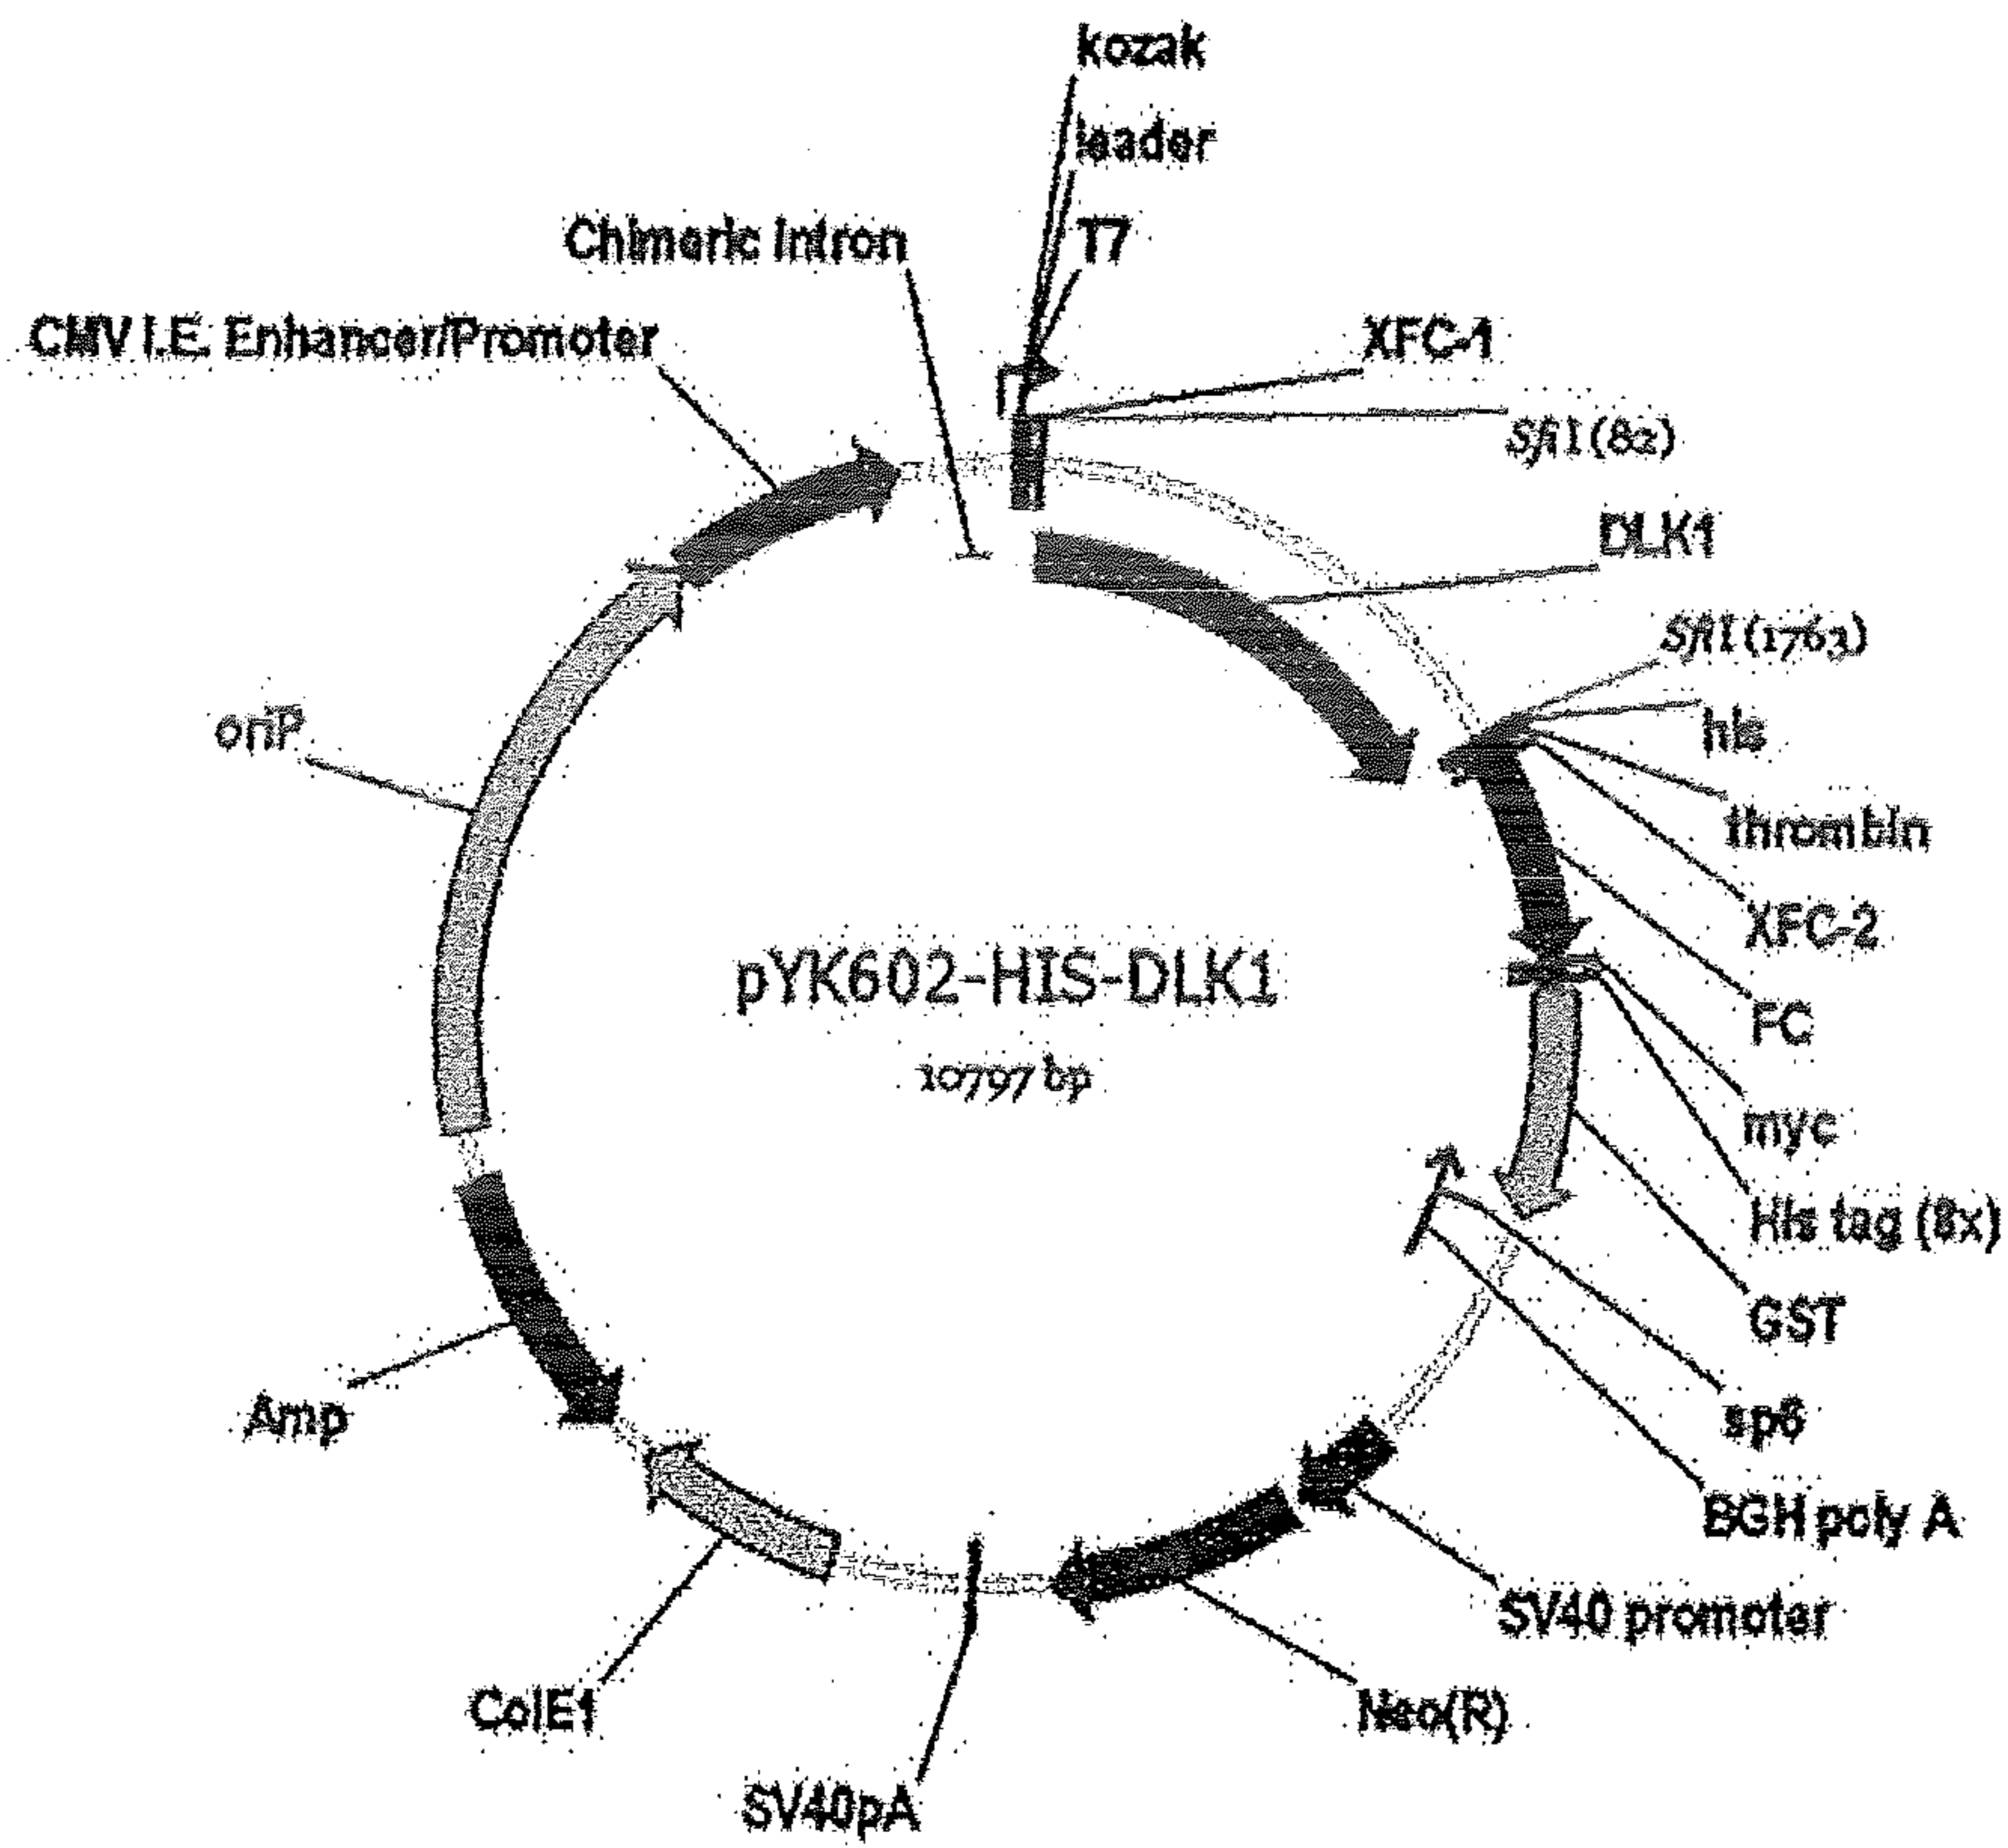 kozak
leader
T7
Chimeric Intron
CMV I.E. Enhancer/Promoter
XFC-1
SfiI (82)
DLK1
SfiI (1763)
his
thrombin
XFC-2
FC
myc
His tag (8x)
GST
sp6
BGH poly A
SV40 promoter
Neo(R)
SV40pA
ColE1
Amp
oriP
pYK602-HIS-DLK1
10797 bp